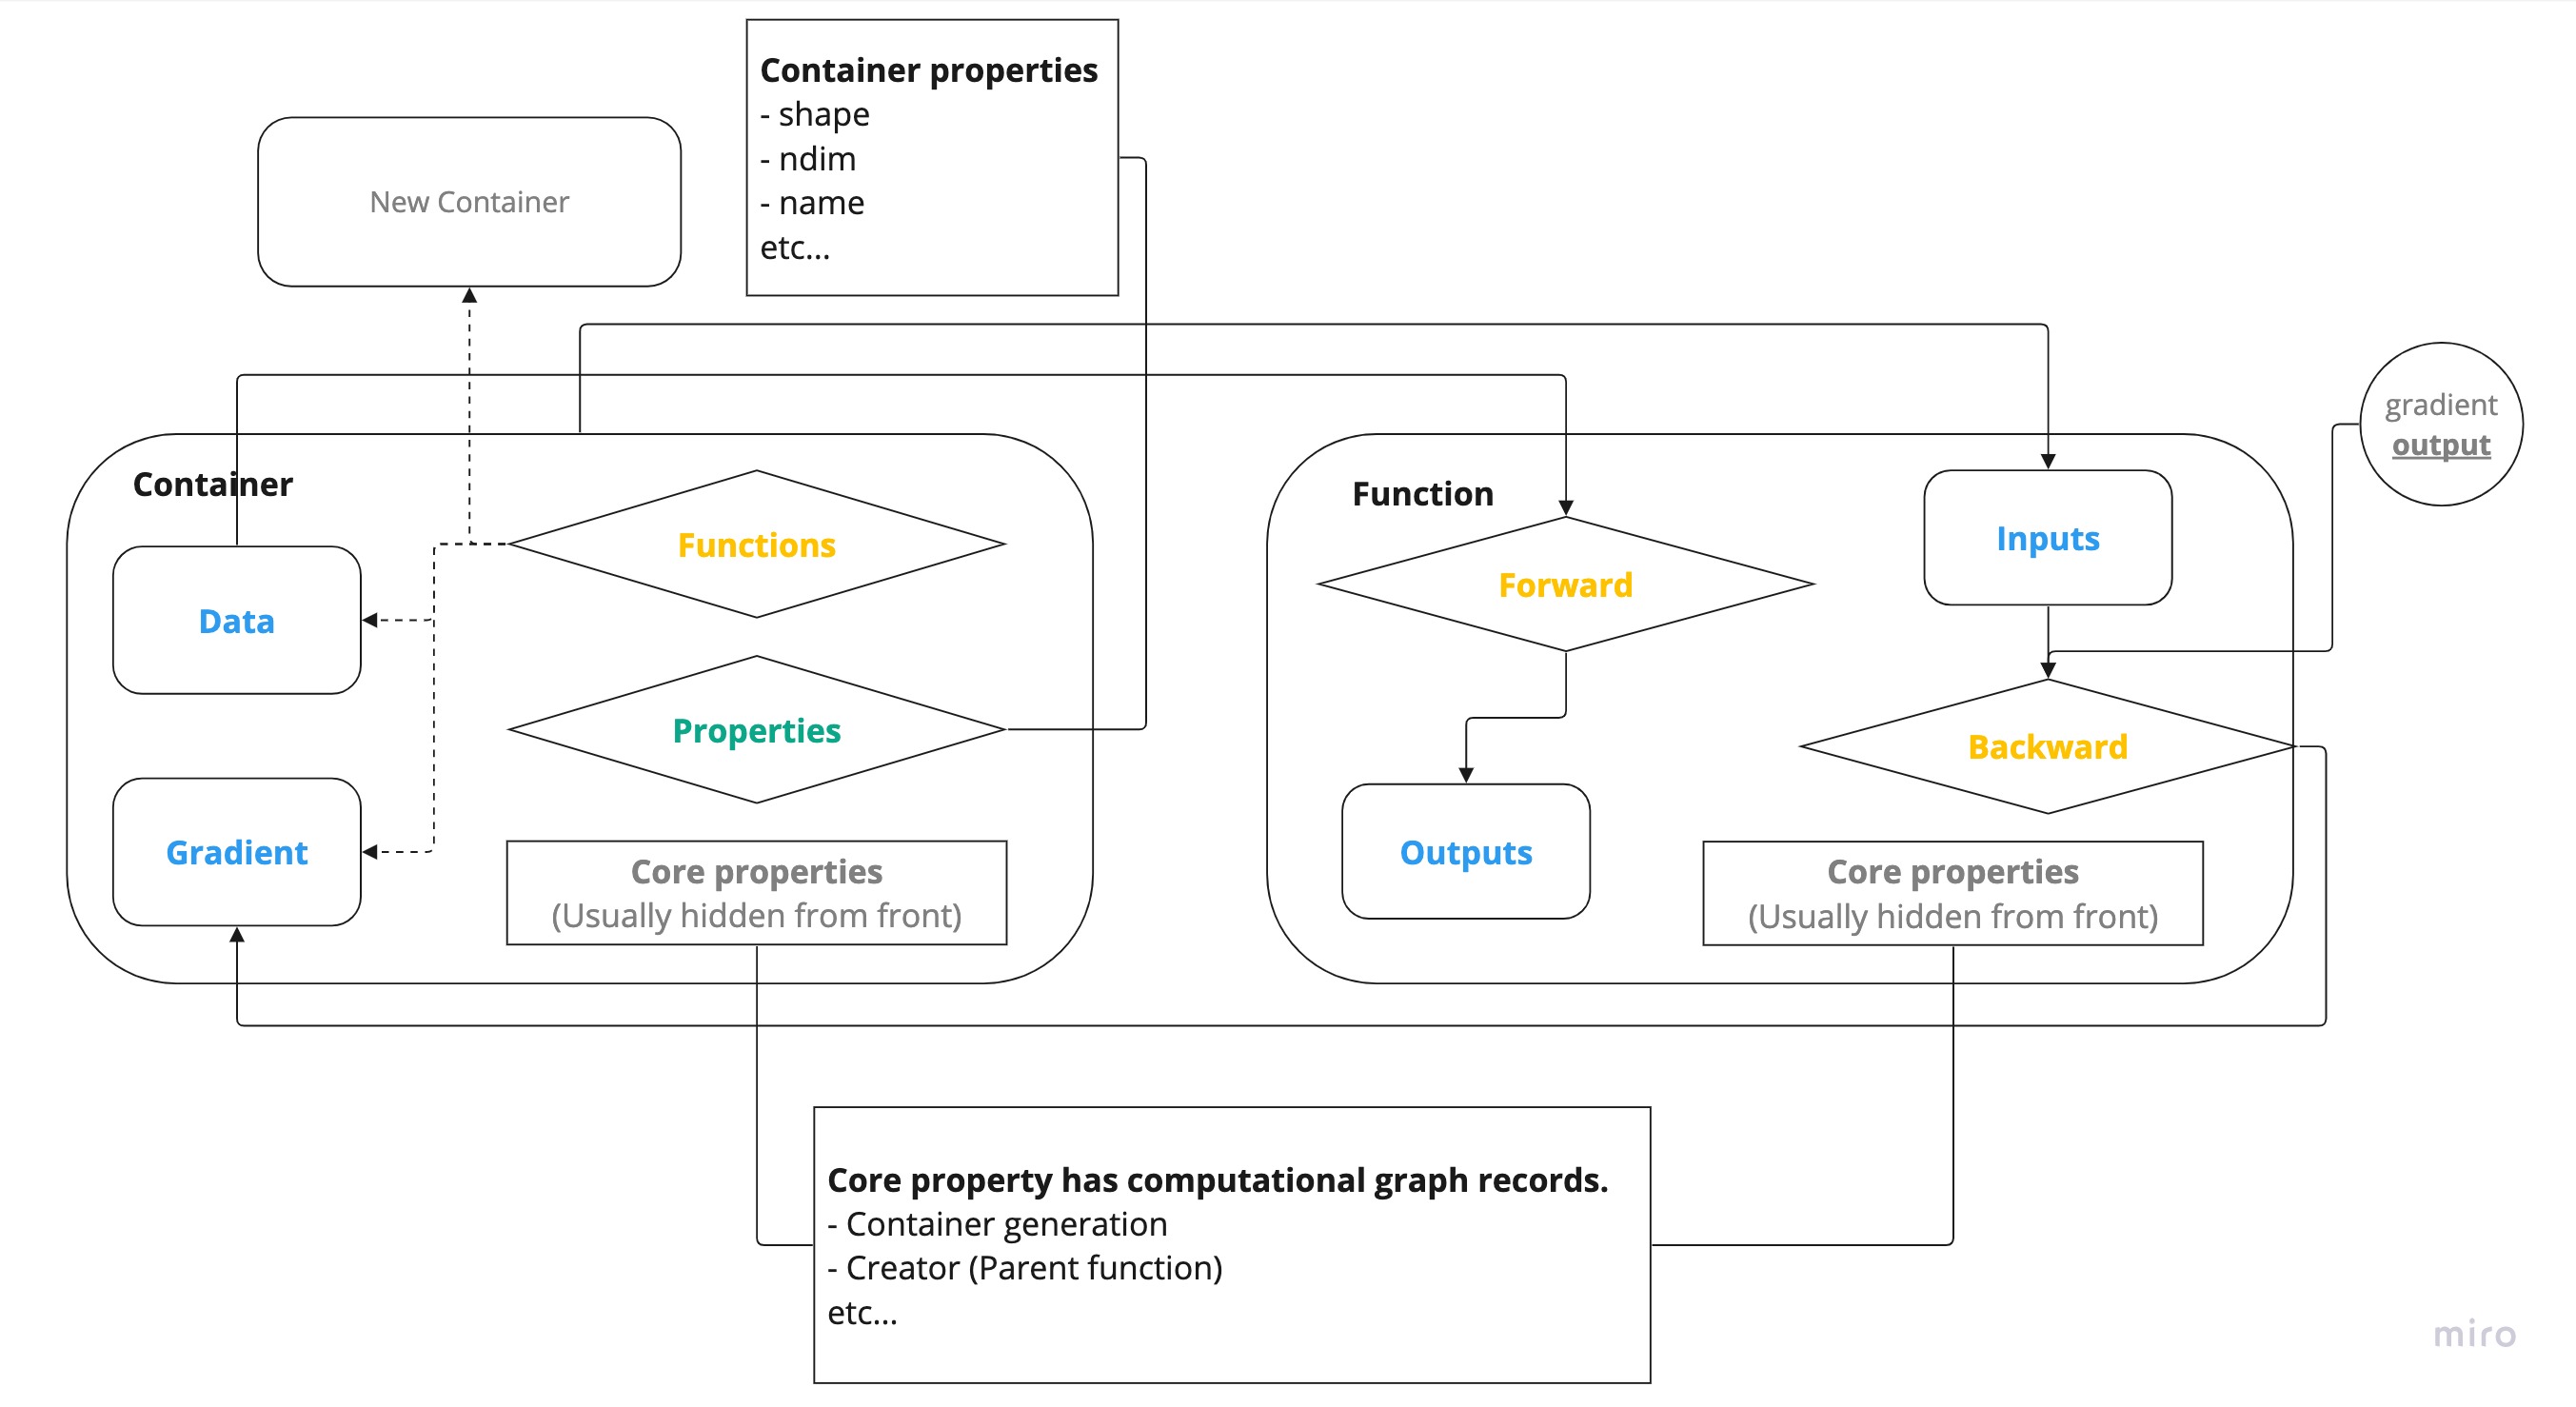 Container properties
- shape
- ndim
- name
etc...
New Container
gradient
output
Container
Functions
Data
Properties
Gradient
Core properties
(Usually hidden from front)
Function
Forward
Inputs
Backward
Outputs
Core properties
(Usually hidden from front)
Core property has computational graph records.
- Container generation
- Creator (Parent function)
etc...
miro